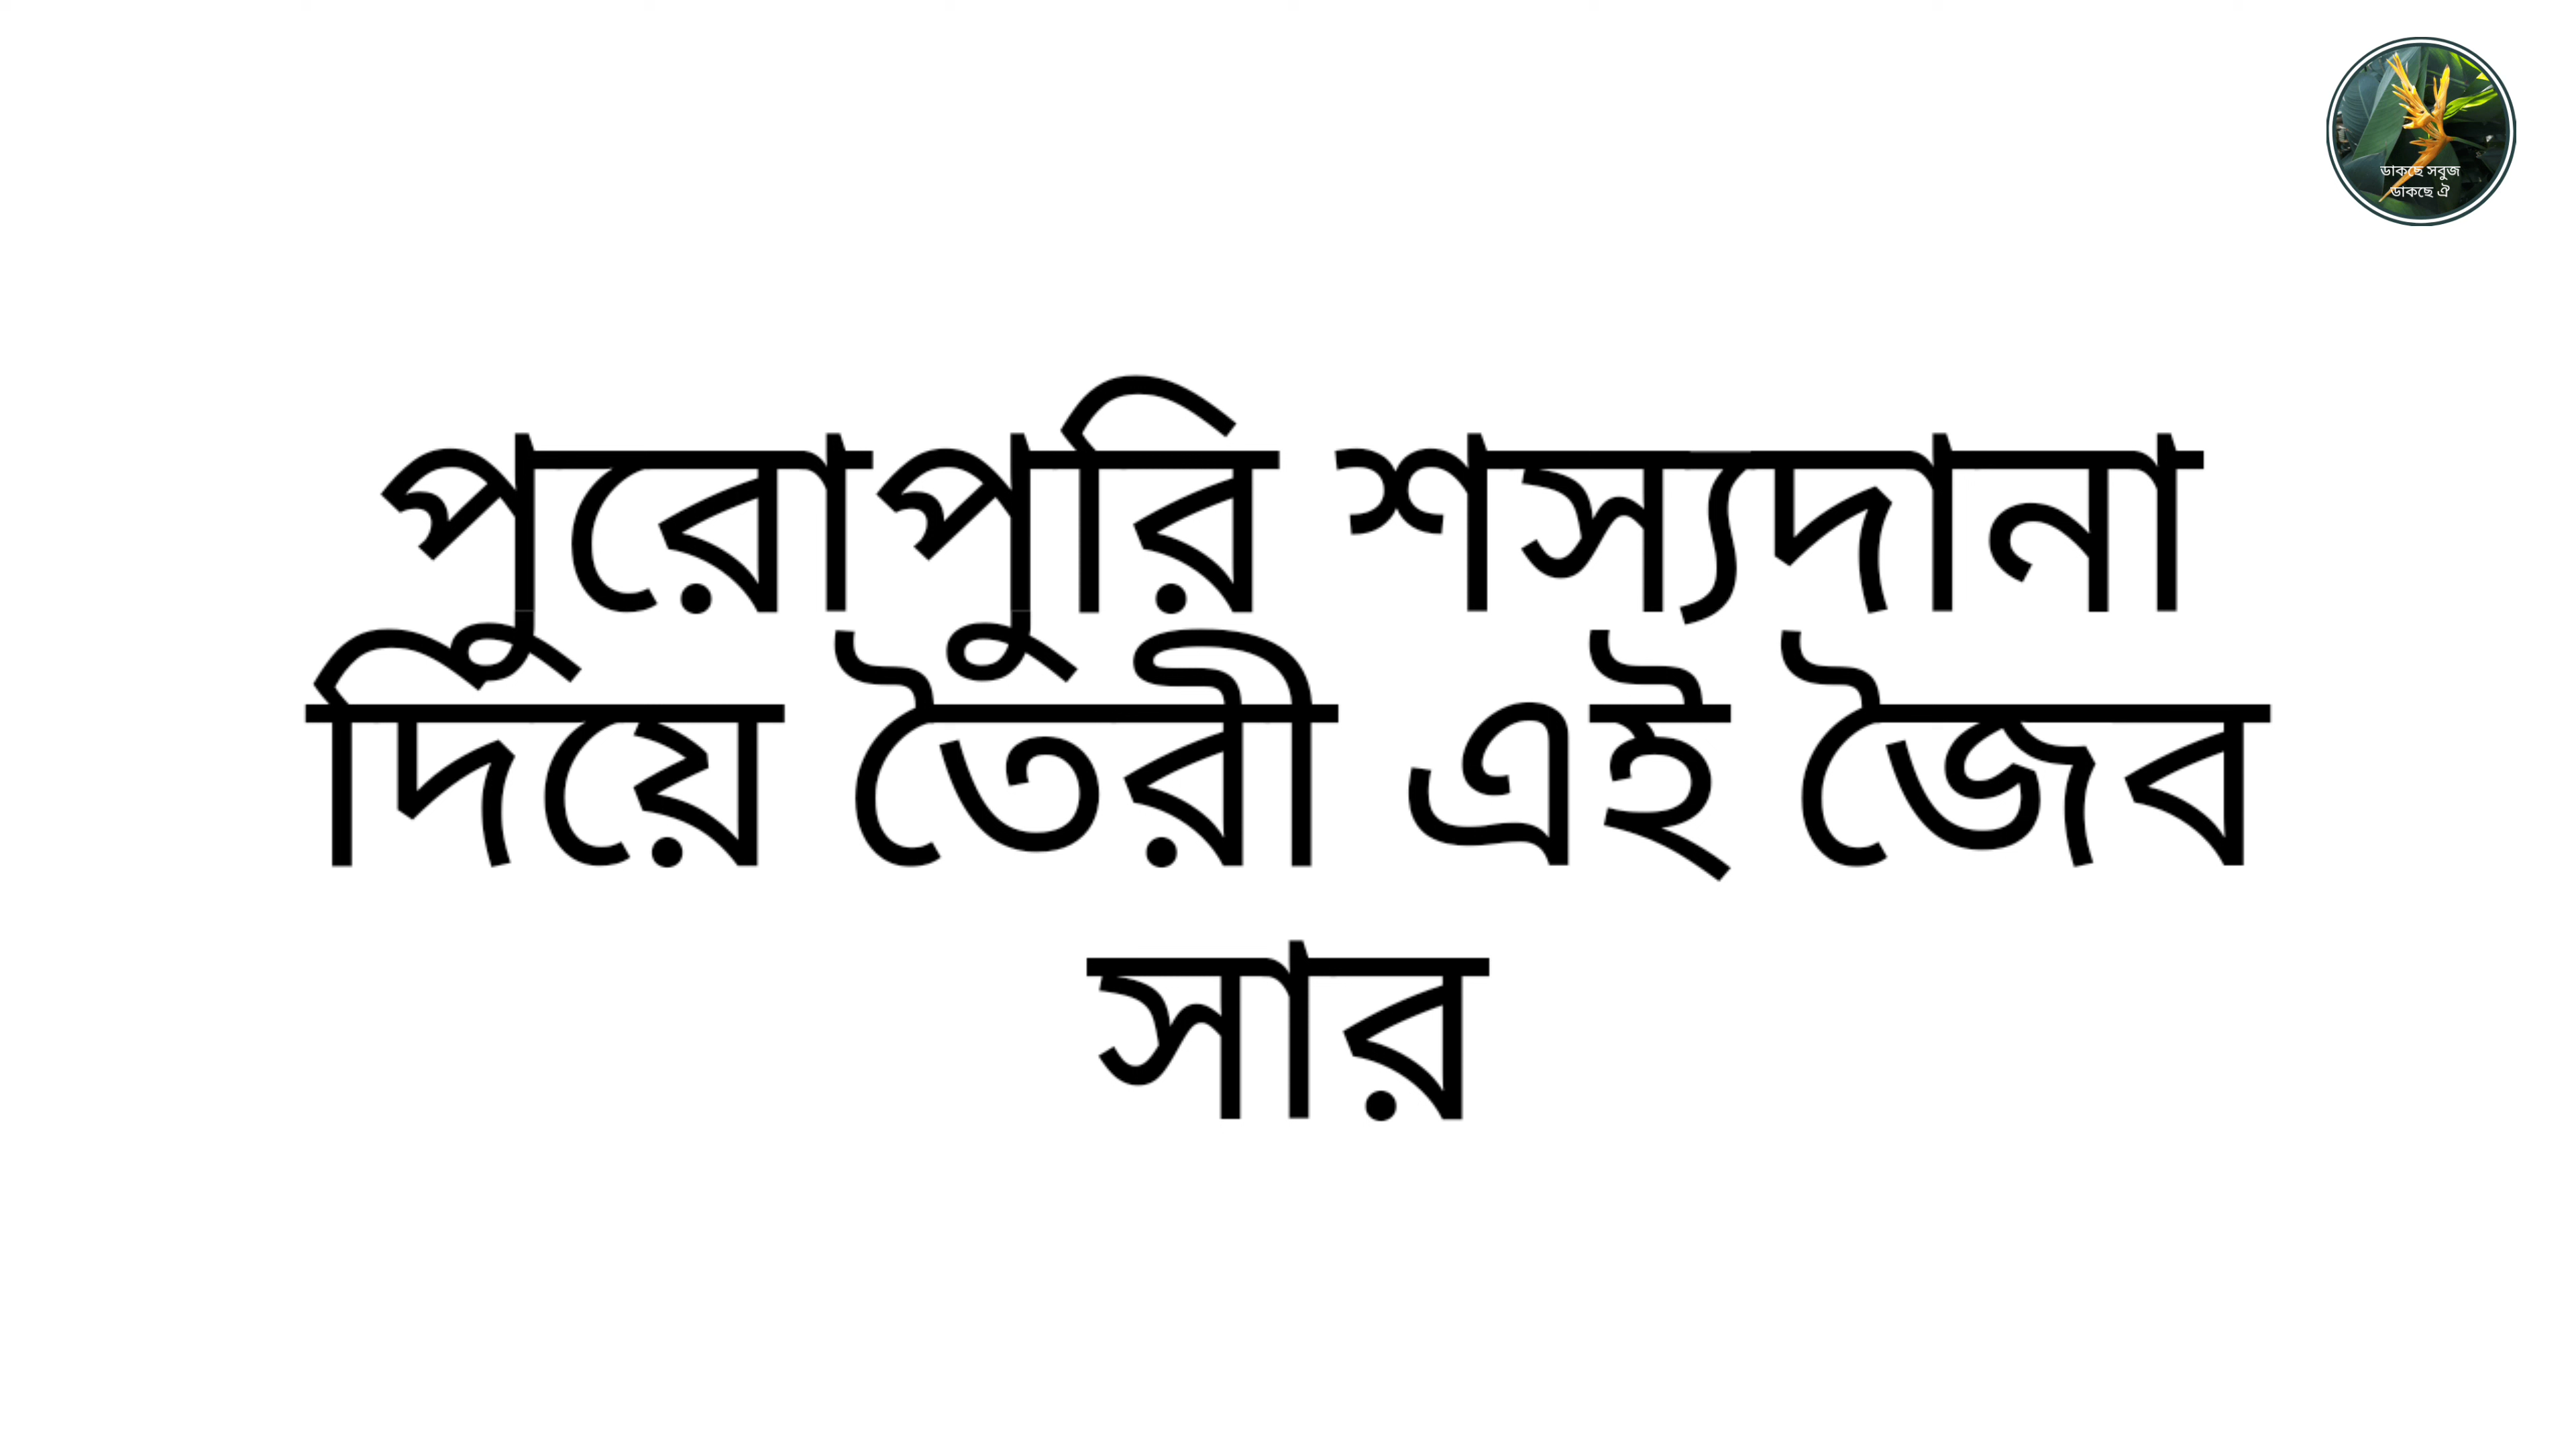 ডাকছে সবুজ
ডাকছে ঐ
পুরোপুরি শস্যদানা
দিয়ে তৈরী এই জৈব
সার